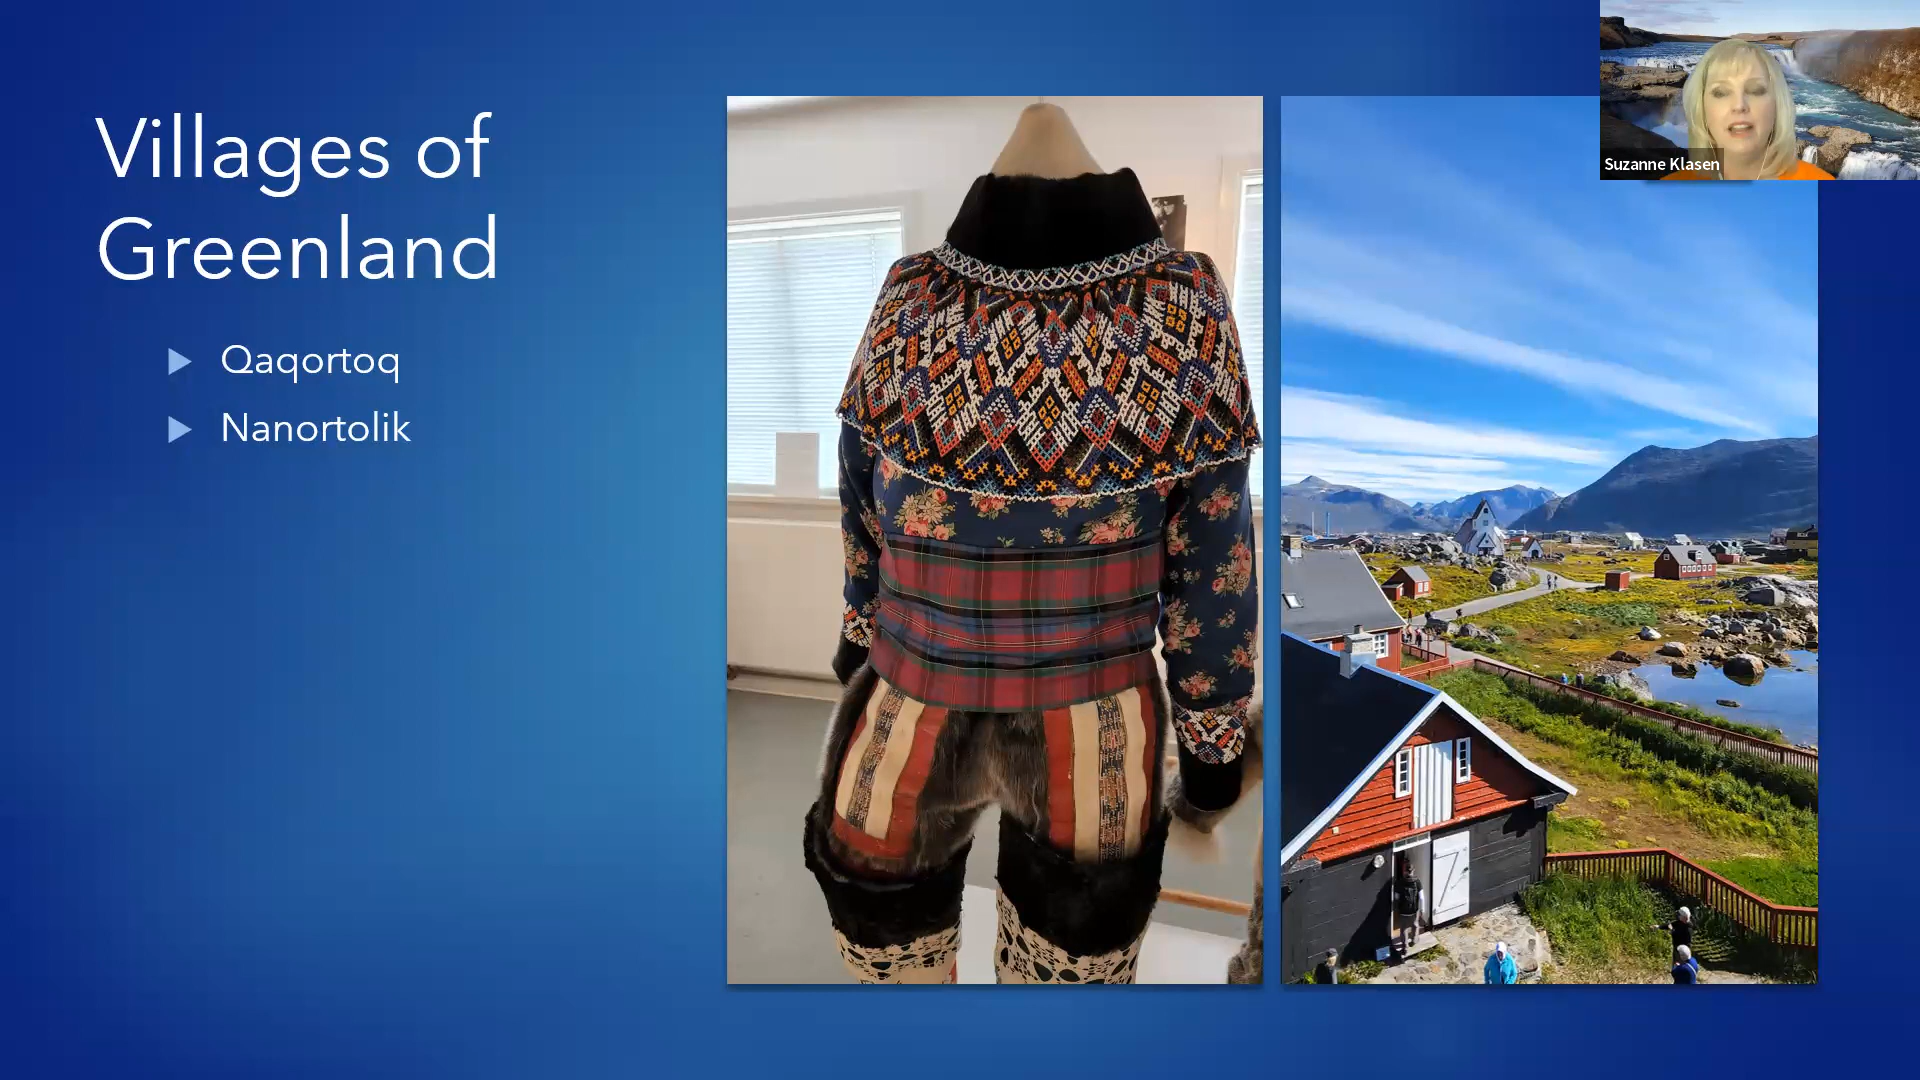 Villages of
Greenland
Qaqortoq
Nanortolik
Suzanne Klasen